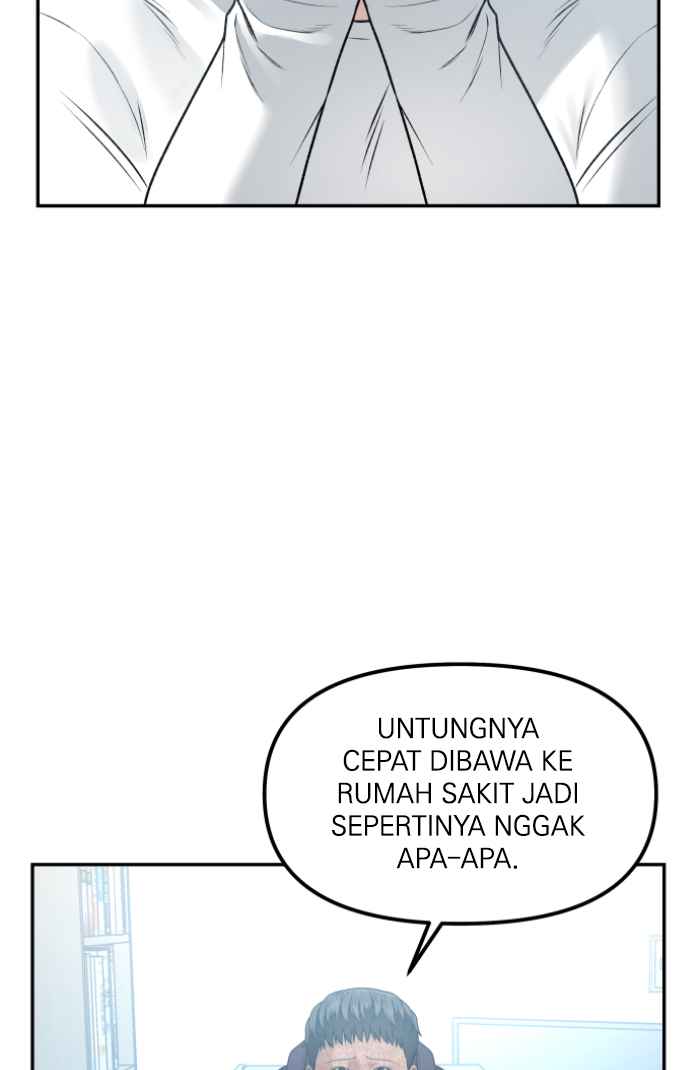 UNTUNGNYA
CEPAT DIBAWA KE
RUMAH SAKIT JADI
SEPERTINYA NGGAK
APA-APA.